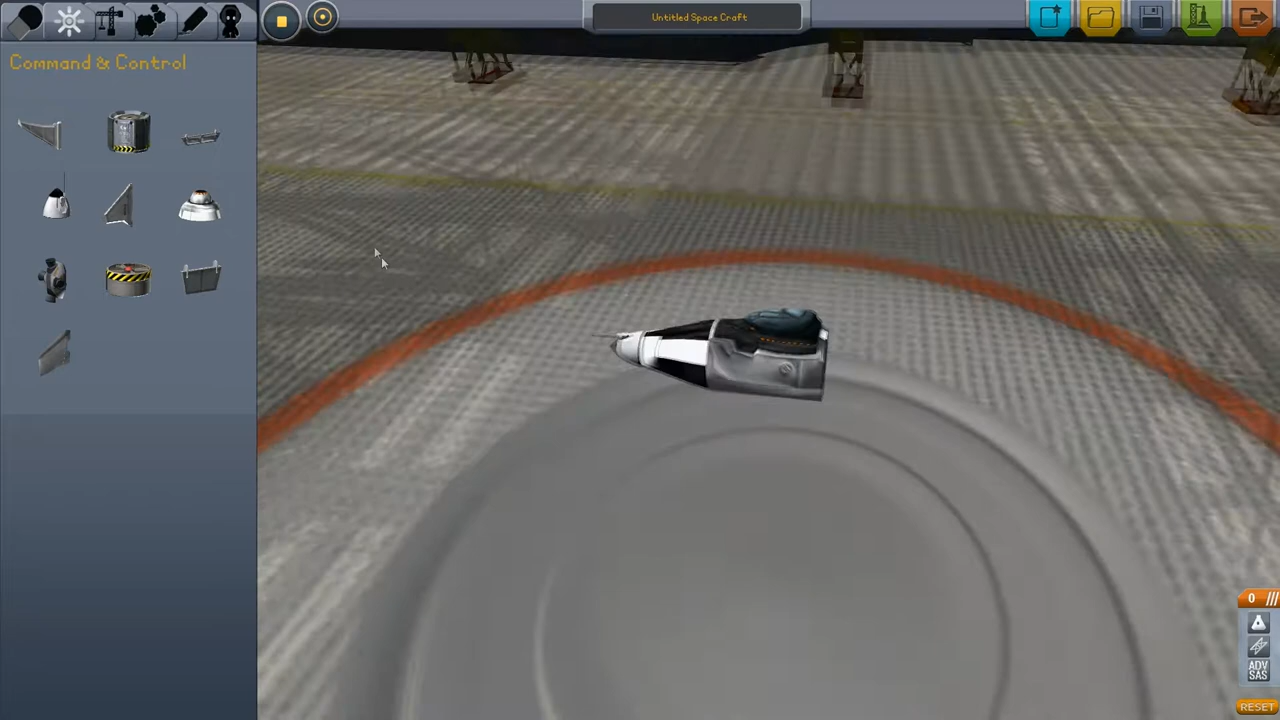 Untitled Space Craft
Command & Control
0
ADV
SAS
RESET